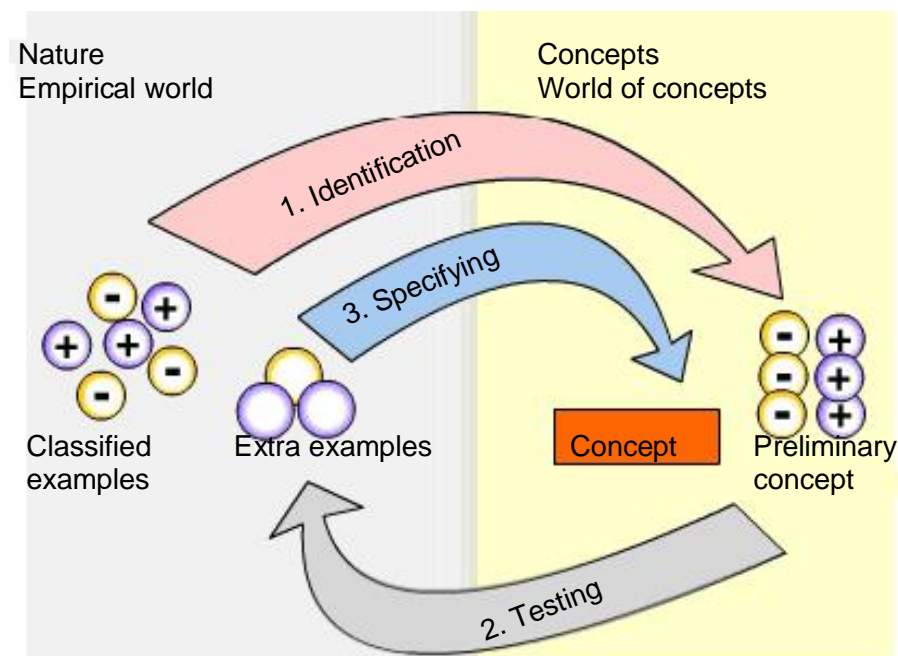 Nature
Empirical world
Concepts
World of concepts
1. Identification
3. Specifying
-
+
+
+
-
-
-
+
-
+
-
+
Classified
examples
Extra examples
Concept
Preliminary
concept
2. Testing